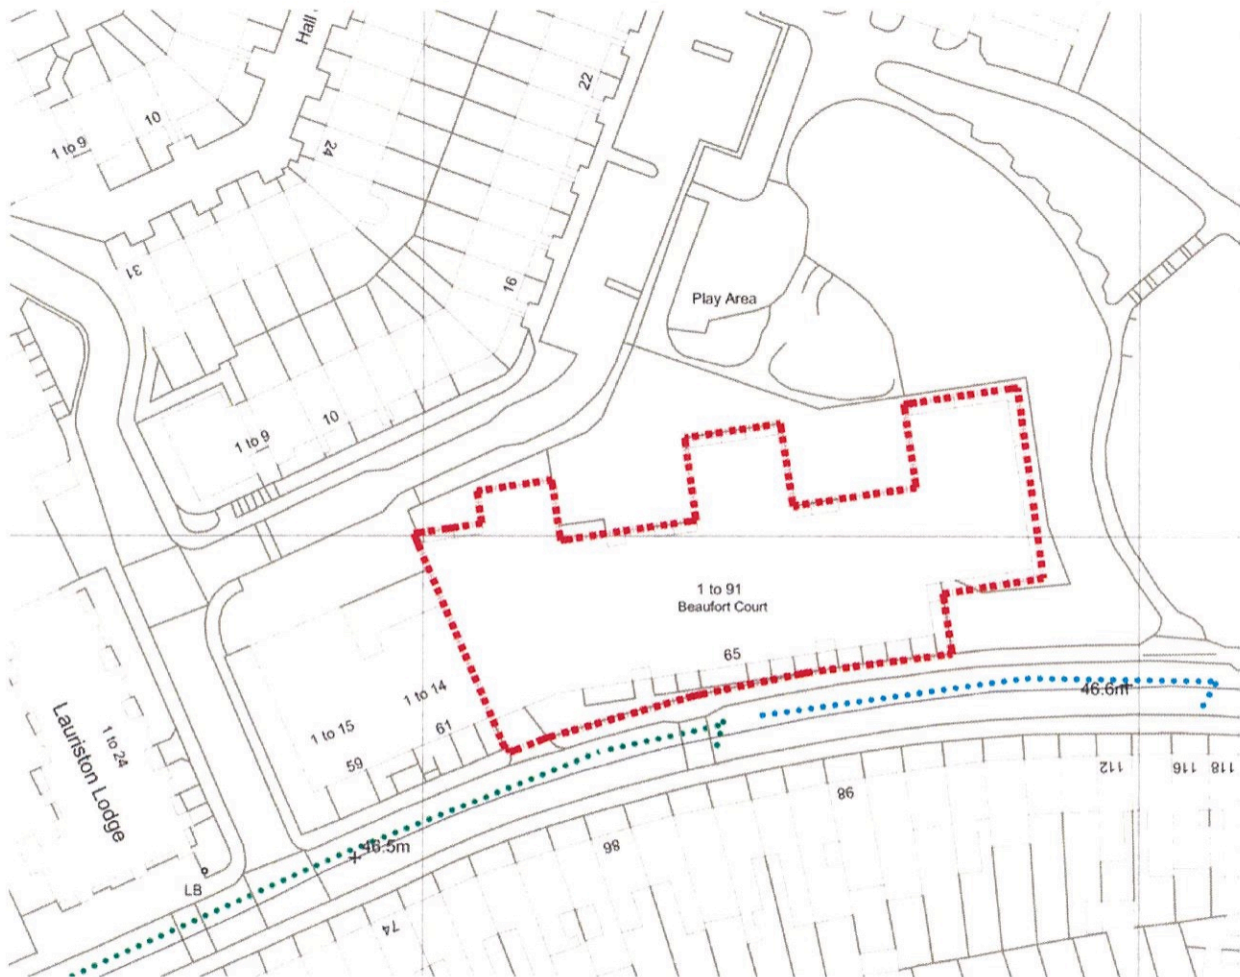 Hall
22
10
1 to 9
24
31
16
Play Area
10
1 to 9
1 to 91
Beaufort Court
65
46.6m
1 to 14
61
1 to 15
59
1 to 24
Lauriston Lodge
46.5m
LB
74
86
98
112
116
118